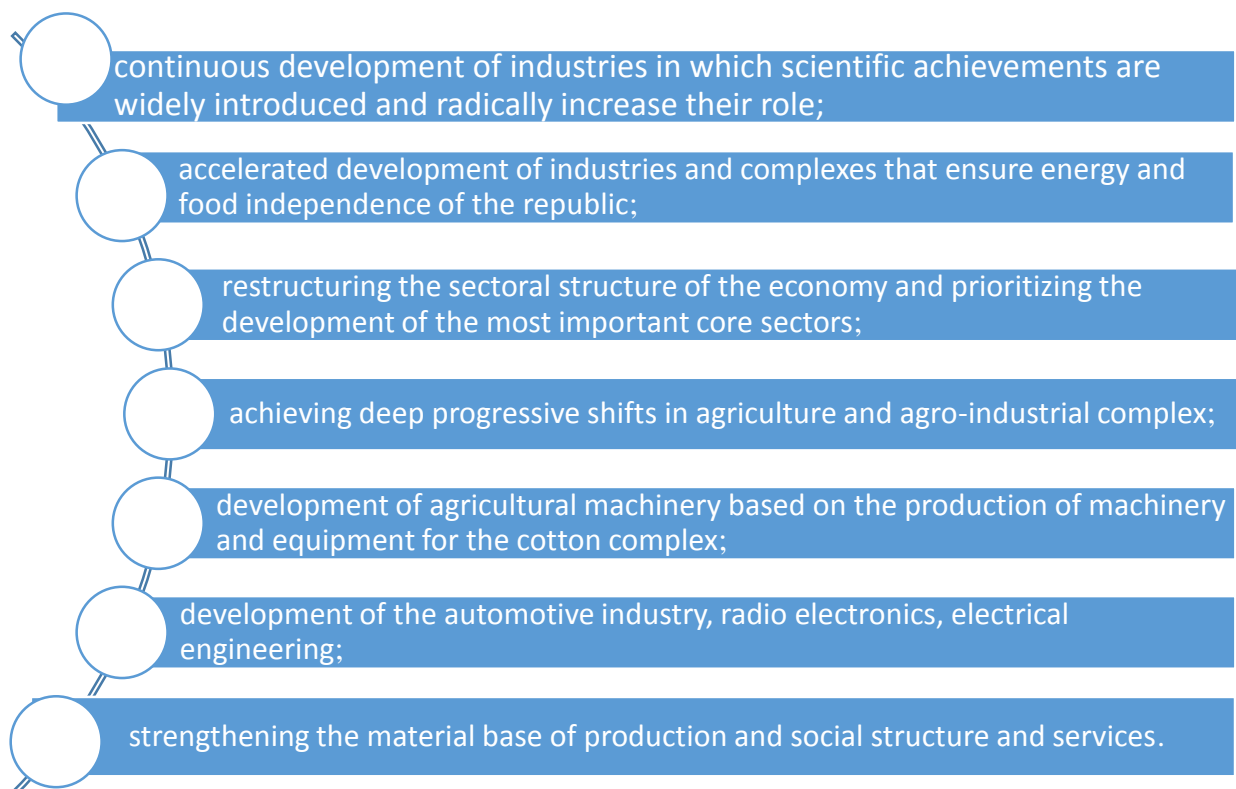 continuous development of industries in which scientific achievements are
widely introduced and radically increase their role;
accelerated development of industries and complexes that ensure energy and
food independence of the republic;
restructuring the sectoral structure of the economy and prioritizing the
development of the most important core sectors;
achieving deep progressive shifts in agriculture and agro-industrial complex;
development of agricultural machinery based on the production of machinery
and equipment for the cotton complex;
development of the automotive industry, radio electronics, electrical
engineering;
strengthening the material base of production and social structure and services.